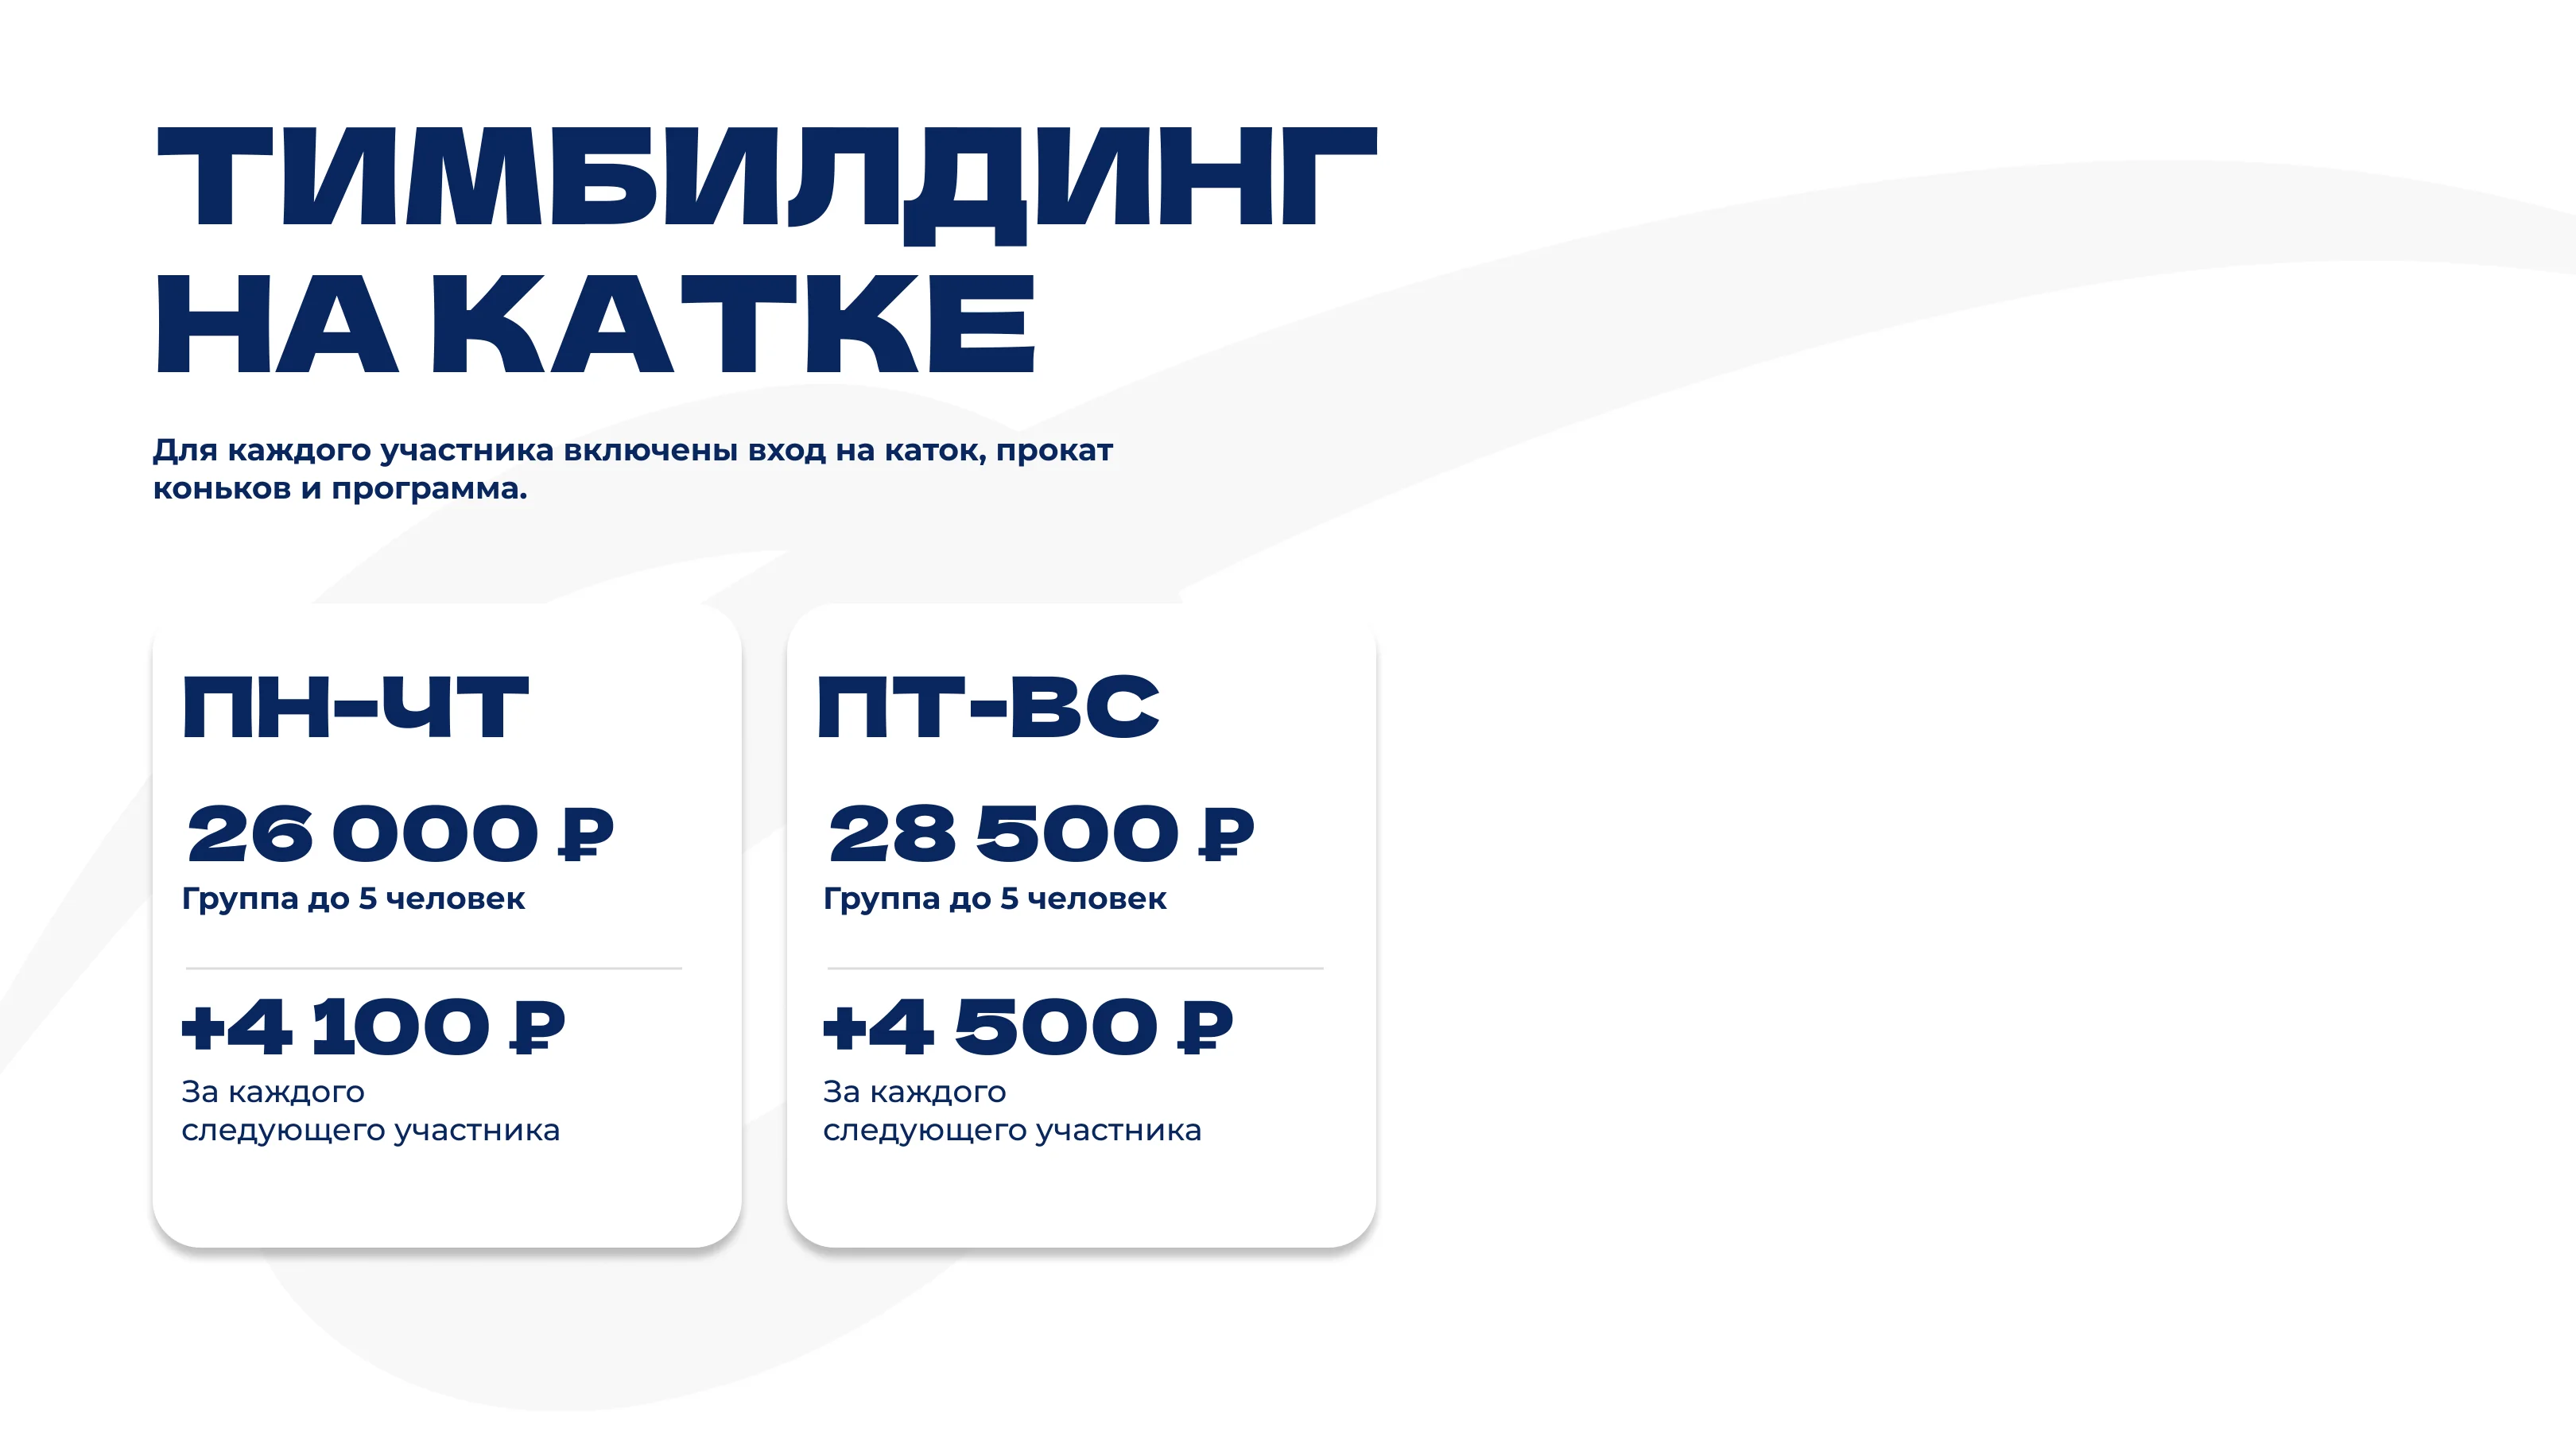 ТИМБИЛДИНГ
НА КАТКЕ
Для каждого участника включены вход на каток, прокат
коньков и программа.
ПН–ЧТ
26 000 ₽
Группа до 5 человек
+4 100 ₽
За каждого
следующего участника
ПТ-ВС
28 500 ₽
Группа до 5 человек
+4 500 ₽
За каждого
следующего участника